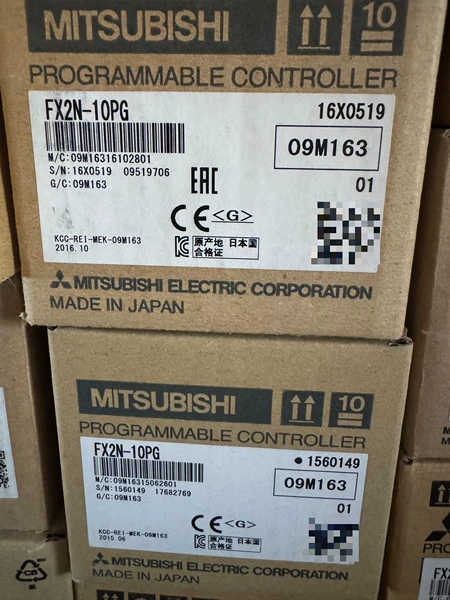 MITSUBISHI
10
PROGRAMMABLE CONTROLLER
FX2N-10PG
16X0519
M/C:09M16316102801
S/N:16X0519 09519706
G/C:09M163
09M163
EAC
01
CE <G>
KCC-REI-MEK-09M163
2016.10
原产地 日本国
合格证
MITSUBISHI ELECTRIC CORPORATION
MADE IN JAPAN
MITSUBISHI
10
PROGRAMMABLE CONTROLLER
FX2N-10PG
1560149
M/C:09M16315062601
S/N:1560149 17682769
G/C:09M163
09M163
01
CE <G>
KCC-REI-MEK-09M163
2015.06
原产地 日本国
合格证
MITSUBISHI ELECTRIC CORPORATION
MADE IN JAPAN
M
MADE
PRO
FX2